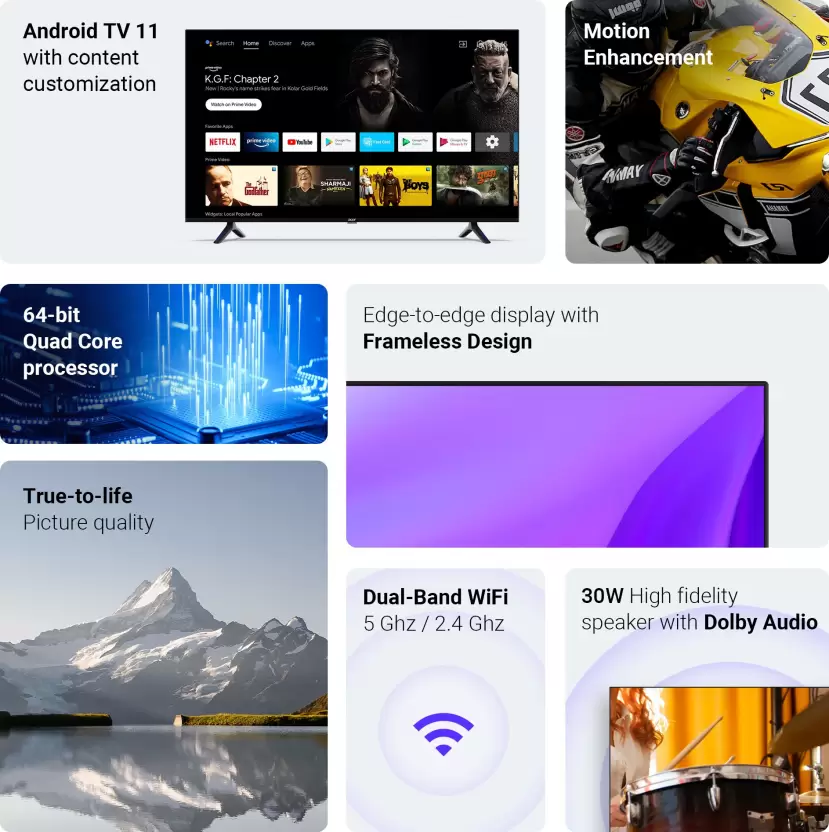 Android TV 11
with content
customization
Search Home Discover Apps
prime video
K.G.F: Chapter 2
New | Rocky's name strikes fear in Kolar Gold Fields
Watch on Prime Video
Favorite Apps
NETFLIX
prime video
YouTube
Prime Video
The Godfather
SHARMAJI
NAMKEEN
THE BOYS
Widgets: Local Popular Apps
acer
Motion
Enhancement
64-bit
Quad Core
processor
Edge-to-edge display with
Frameless Design
True-to-life
Picture quality
Dual-Band WiFi
5 Ghz / 2.4 Ghz
30W High fidelity
speaker with Dolby Audio